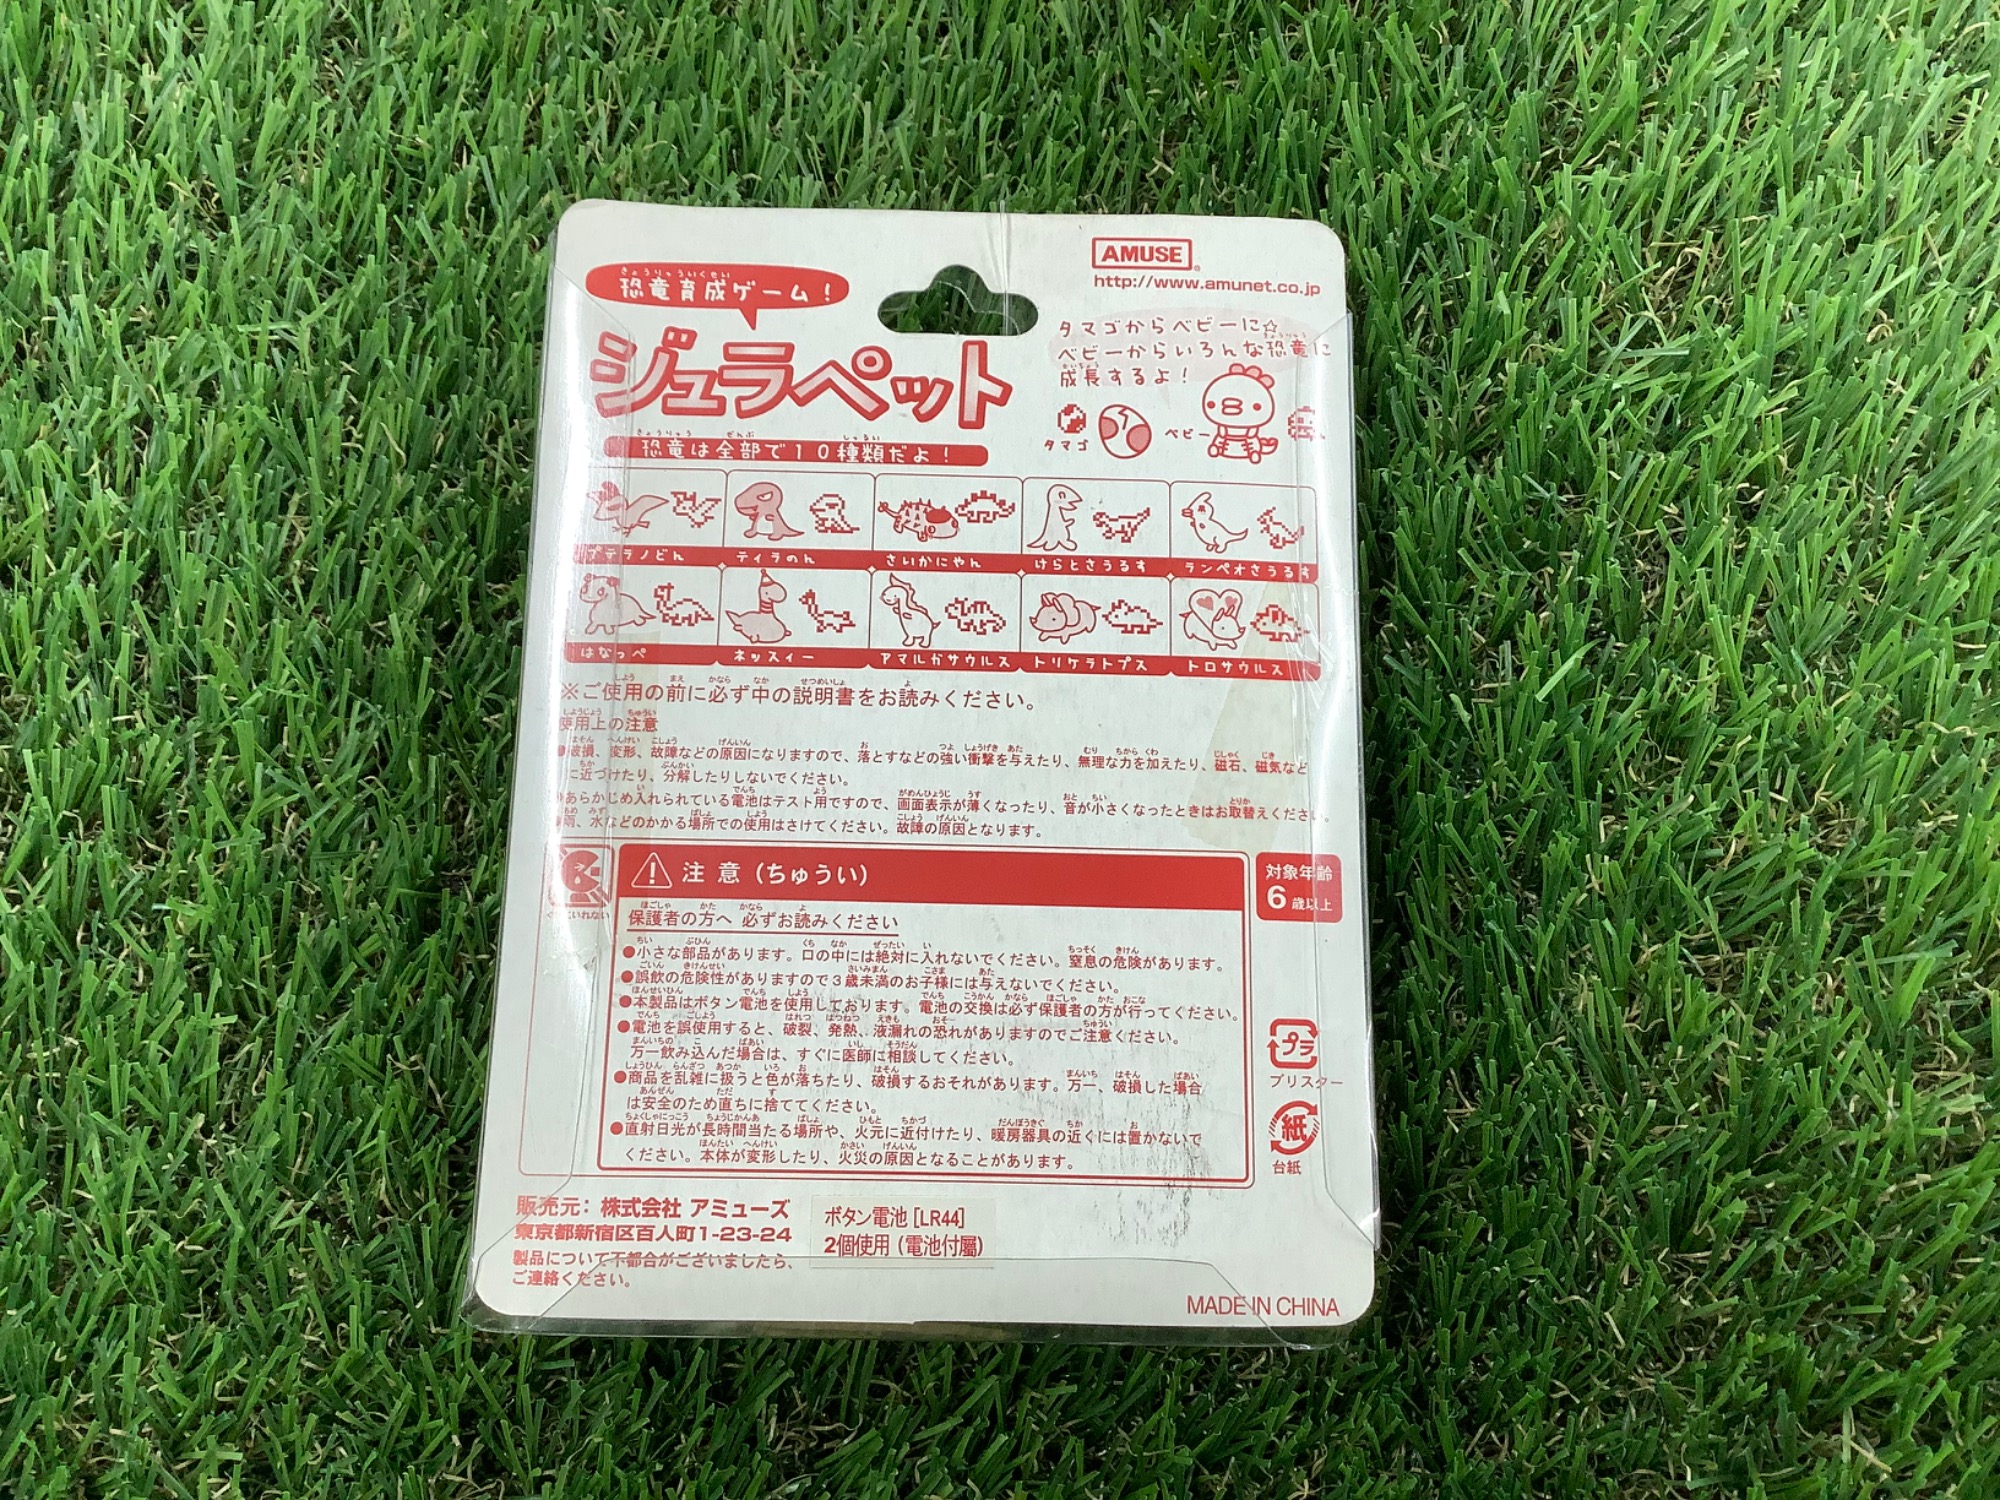 恐竜育成ゲーム！
ジュラペット
恐竜は全部で10種類だよ！
AMUSE
http://www.amunet.co.jp
タマゴからベビーに☆
ベビーからいろんな恐竜に
成長するよ！
タマゴ
ベビー
プテラノどん ティラのん さいかにゃん けらとさうるす ランペオさうるす
はなっぺ ネッスィー アマルガサウルス トリケラトプス トロサウルス
※ご使用の前に必ず中の説明書をお読みください。
使用上の注意
●破損、変形、故障などの原因になりますので、落とすなどの強い衝撃を与えたり、無理な力を加えたり、磁石、磁気など
に近づけたり、分解したりしないでください。
●あらかじめ入れられている電池はテスト用ですので、画面表示が薄くなったり、音が小さくなったときはお取替えください。
●雨、水などのかかる場所での使用はさけてください。故障の原因となります。
注意（ちゅうい）
保護者の方へ 必ずお読みください
●小さな部品があります。口の中には絶対に入れないでください。窒息の危険があります。
●誤飲の危険性がありますので3歳未満のお子様には与えないでください。
●本製品はボタン電池を使用しております。電池の交換は必ず保護者の方が行ってください。
●電池を誤使用すると、破裂、発熱、液漏れの恐れがありますのでご注意ください。
万一飲み込んだ場合は、すぐに医師に相談してください。
●商品を乱雑に扱うと色が落ちたり、破損するおそれがあります。万一、破損した場合
は安全のため直ちに捨ててください。
●直射日光が長時間当たる場所や、火元に近付けたり、暖房器具の近くには置かないで
ください。本体が変形したり、火災の原因となることがあります。
対象年齢
6歳以上
プラ
ブリスター
紙
台紙
販売元：株式会社 アミューズ
東京都新宿区百人町1-23-24
製品について不都合がございましたら、
ご連絡ください。
ボタン電池［LR44］
2個使用（電池付属）
MADE IN CHINA